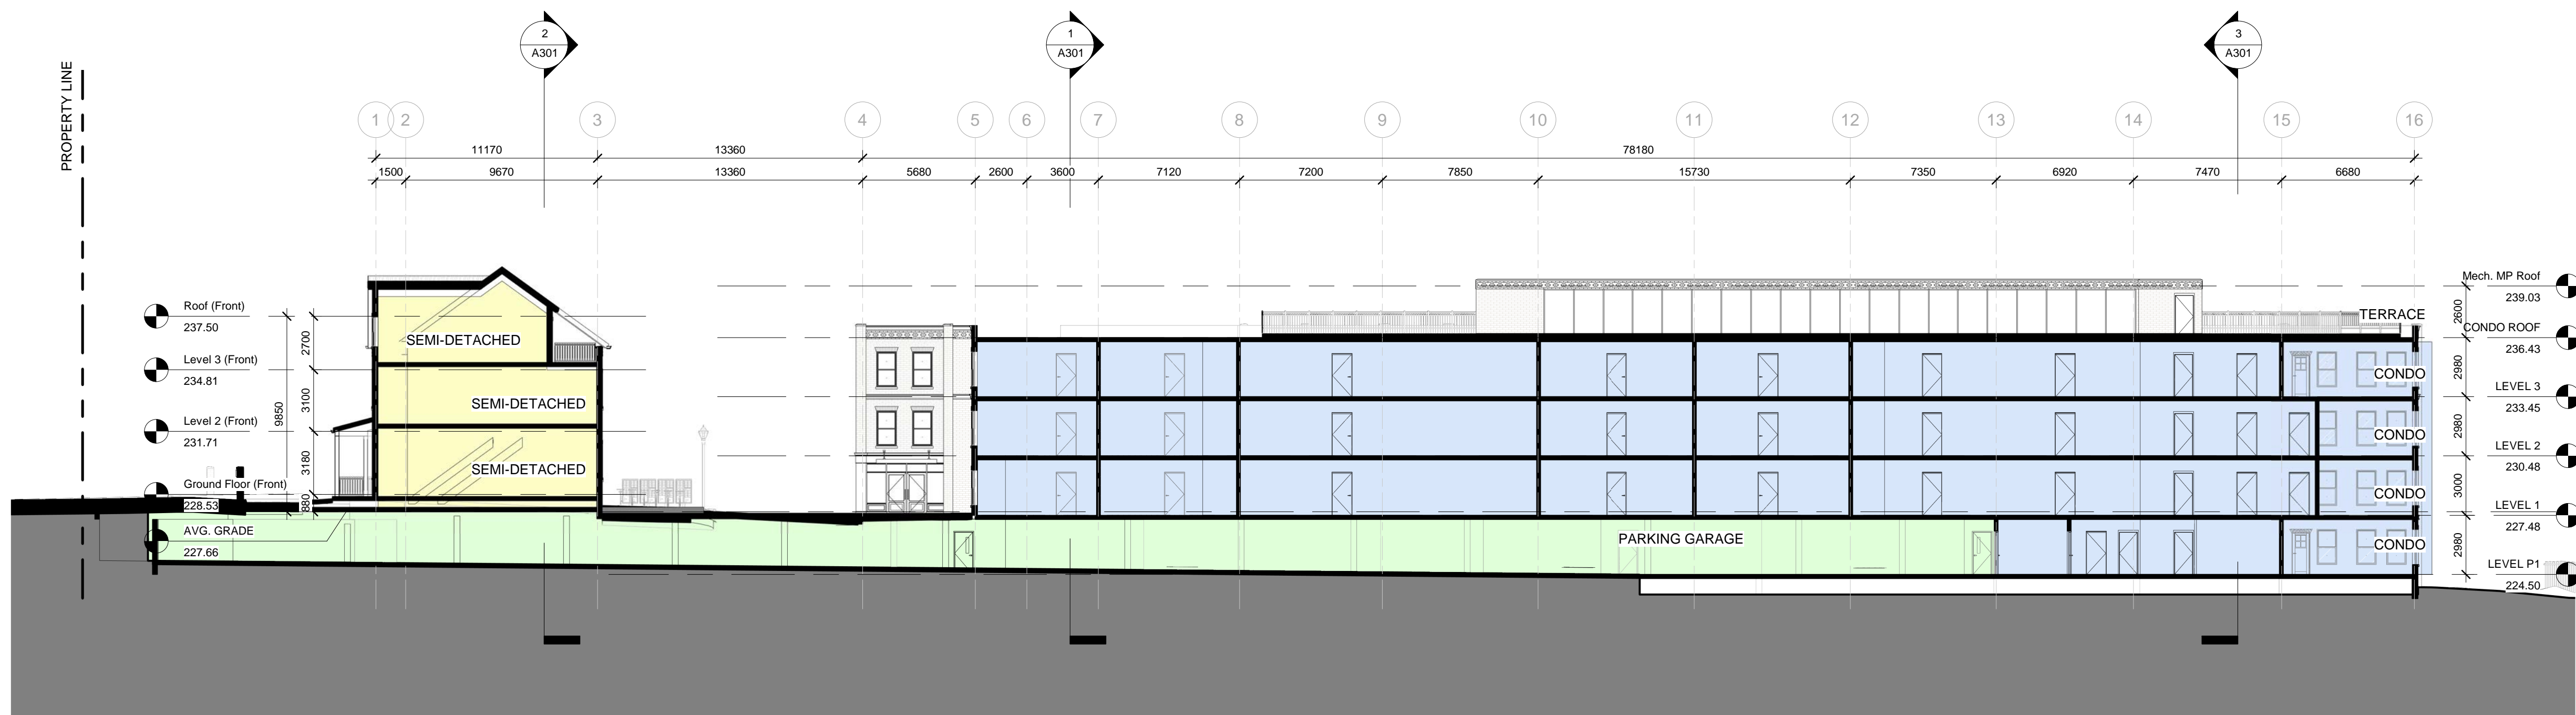 2
A301
1
A301
3
A301
PROPERTY LINE
1 2 3 4 5 6 7 8 9 10 11 12 13 14 15 16
11170 13360 78180
1500 9670 13360 5680 2600 3600 7120 7200 7850 15730 7350 6920 7470 6680
Roof (Front)
237.50
Level 3 (Front)
234.81
Level 2 (Front)
231.71
Ground Floor (Front)
228.53
AVG. GRADE
227.66
9850
2700
3100
3180
880
SEMI-DETACHED
SEMI-DETACHED
SEMI-DETACHED
PARKING GARAGE
TERRACE
CONDO
CONDO
CONDO
CONDO
2600
2980
2980
3000
2980
Mech. MP Roof
239.03
CONDO ROOF
236.43
LEVEL 3
233.45
LEVEL 2
230.48
LEVEL 1
227.48
LEVEL P1
224.50